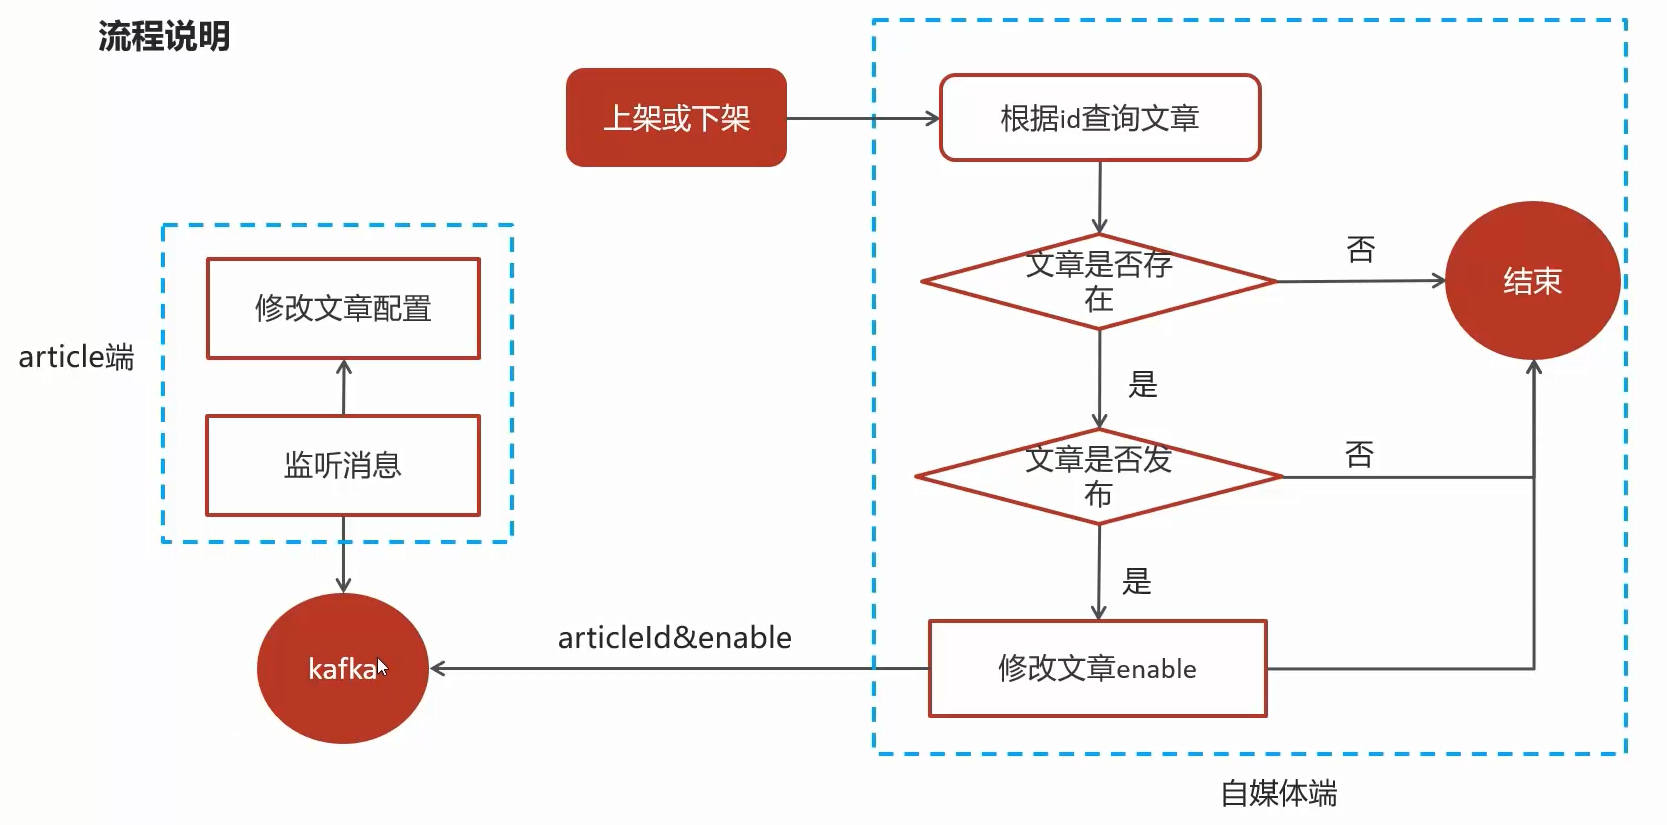 流程说明
上架或下架
根据id查询文章
文章是否存
在
否
结束
是
文章是否发
布
否
是
修改文章enable
articleId&enable
kafka
article端
修改文章配置
监听消息
自媒体端